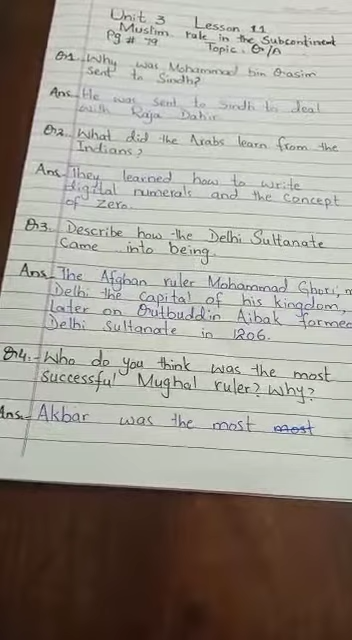 Unit 3 Lesson 11
Muslim rule in the Subcontinent
Pg # 79 Topic: Q/A
Q1. Why was Mohammad bin Qasim
sent to Sindh?
Ans. He was sent to Sindh to deal
with Raja Dahir.
Q2. What did the Arabs learn from the
Indians?
Ans. They learned how to write
digital numerals and the concept
of zero.
Q3. Describe how the Delhi Sultanate
came into being.
Ans: The Afghan ruler Mohammad Ghori,
Delhi the capital of his kingdom,
Later on Qutbuddin Aibak formed
Delhi sultanate in 1206.
Q4:- Who do you think was the most
successful Mughal ruler? Why?
Ans:- Akbar was the most most